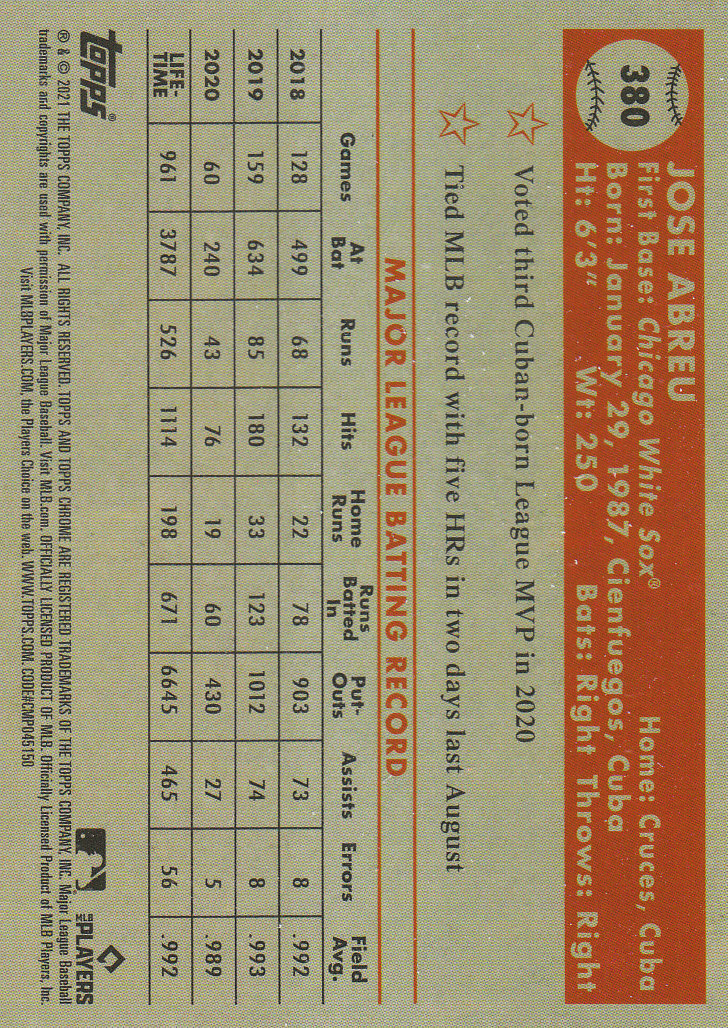 380
JOSE ABREU
First Base: Chicago White Sox® Home: Cruces, Cuba
Born: January 29, 1987, Cienfuegos, Cuba
Ht: 6'3" Wt: 250 Bats: Right Throws: Right
Voted third Cuban-born League MVP in 2020
Tied MLB record with five HRs in two days last August
MAJOR LEAGUE BATTING RECORD
Games At Bat Runs Hits Home Runs Runs Batted In Put-Outs Assists Errors Field Avg.
2018 128 499 68 132 22 78 903 73 8 .992
2019 159 634 85 180 33 123 1012 74 8 .993
2020 60 240 43 76 19 60 430 27 5 .989
LIFE-TIME 961 3787 526 1114 198 671 6645 465 56 .992
topps®
MLB PLAYERS
® & © 2021 THE TOPPS COMPANY, INC. ALL RIGHTS RESERVED. TOPPS AND TOPPS CHROME ARE REGISTERED TRADEMARKS OF THE TOPPS COMPANY, INC. Major League Baseball
trademarks and copyrights are used with permission of Major League Baseball. Visit MLB.com. OFFICIALLY LICENSED PRODUCT OF MLB. Officially Licensed Product of MLB Players, Inc.
Visit MLBPLAYERS.COM, the Players Choice on the web. WWW.TOPPS.COM. CODE#CMP045150